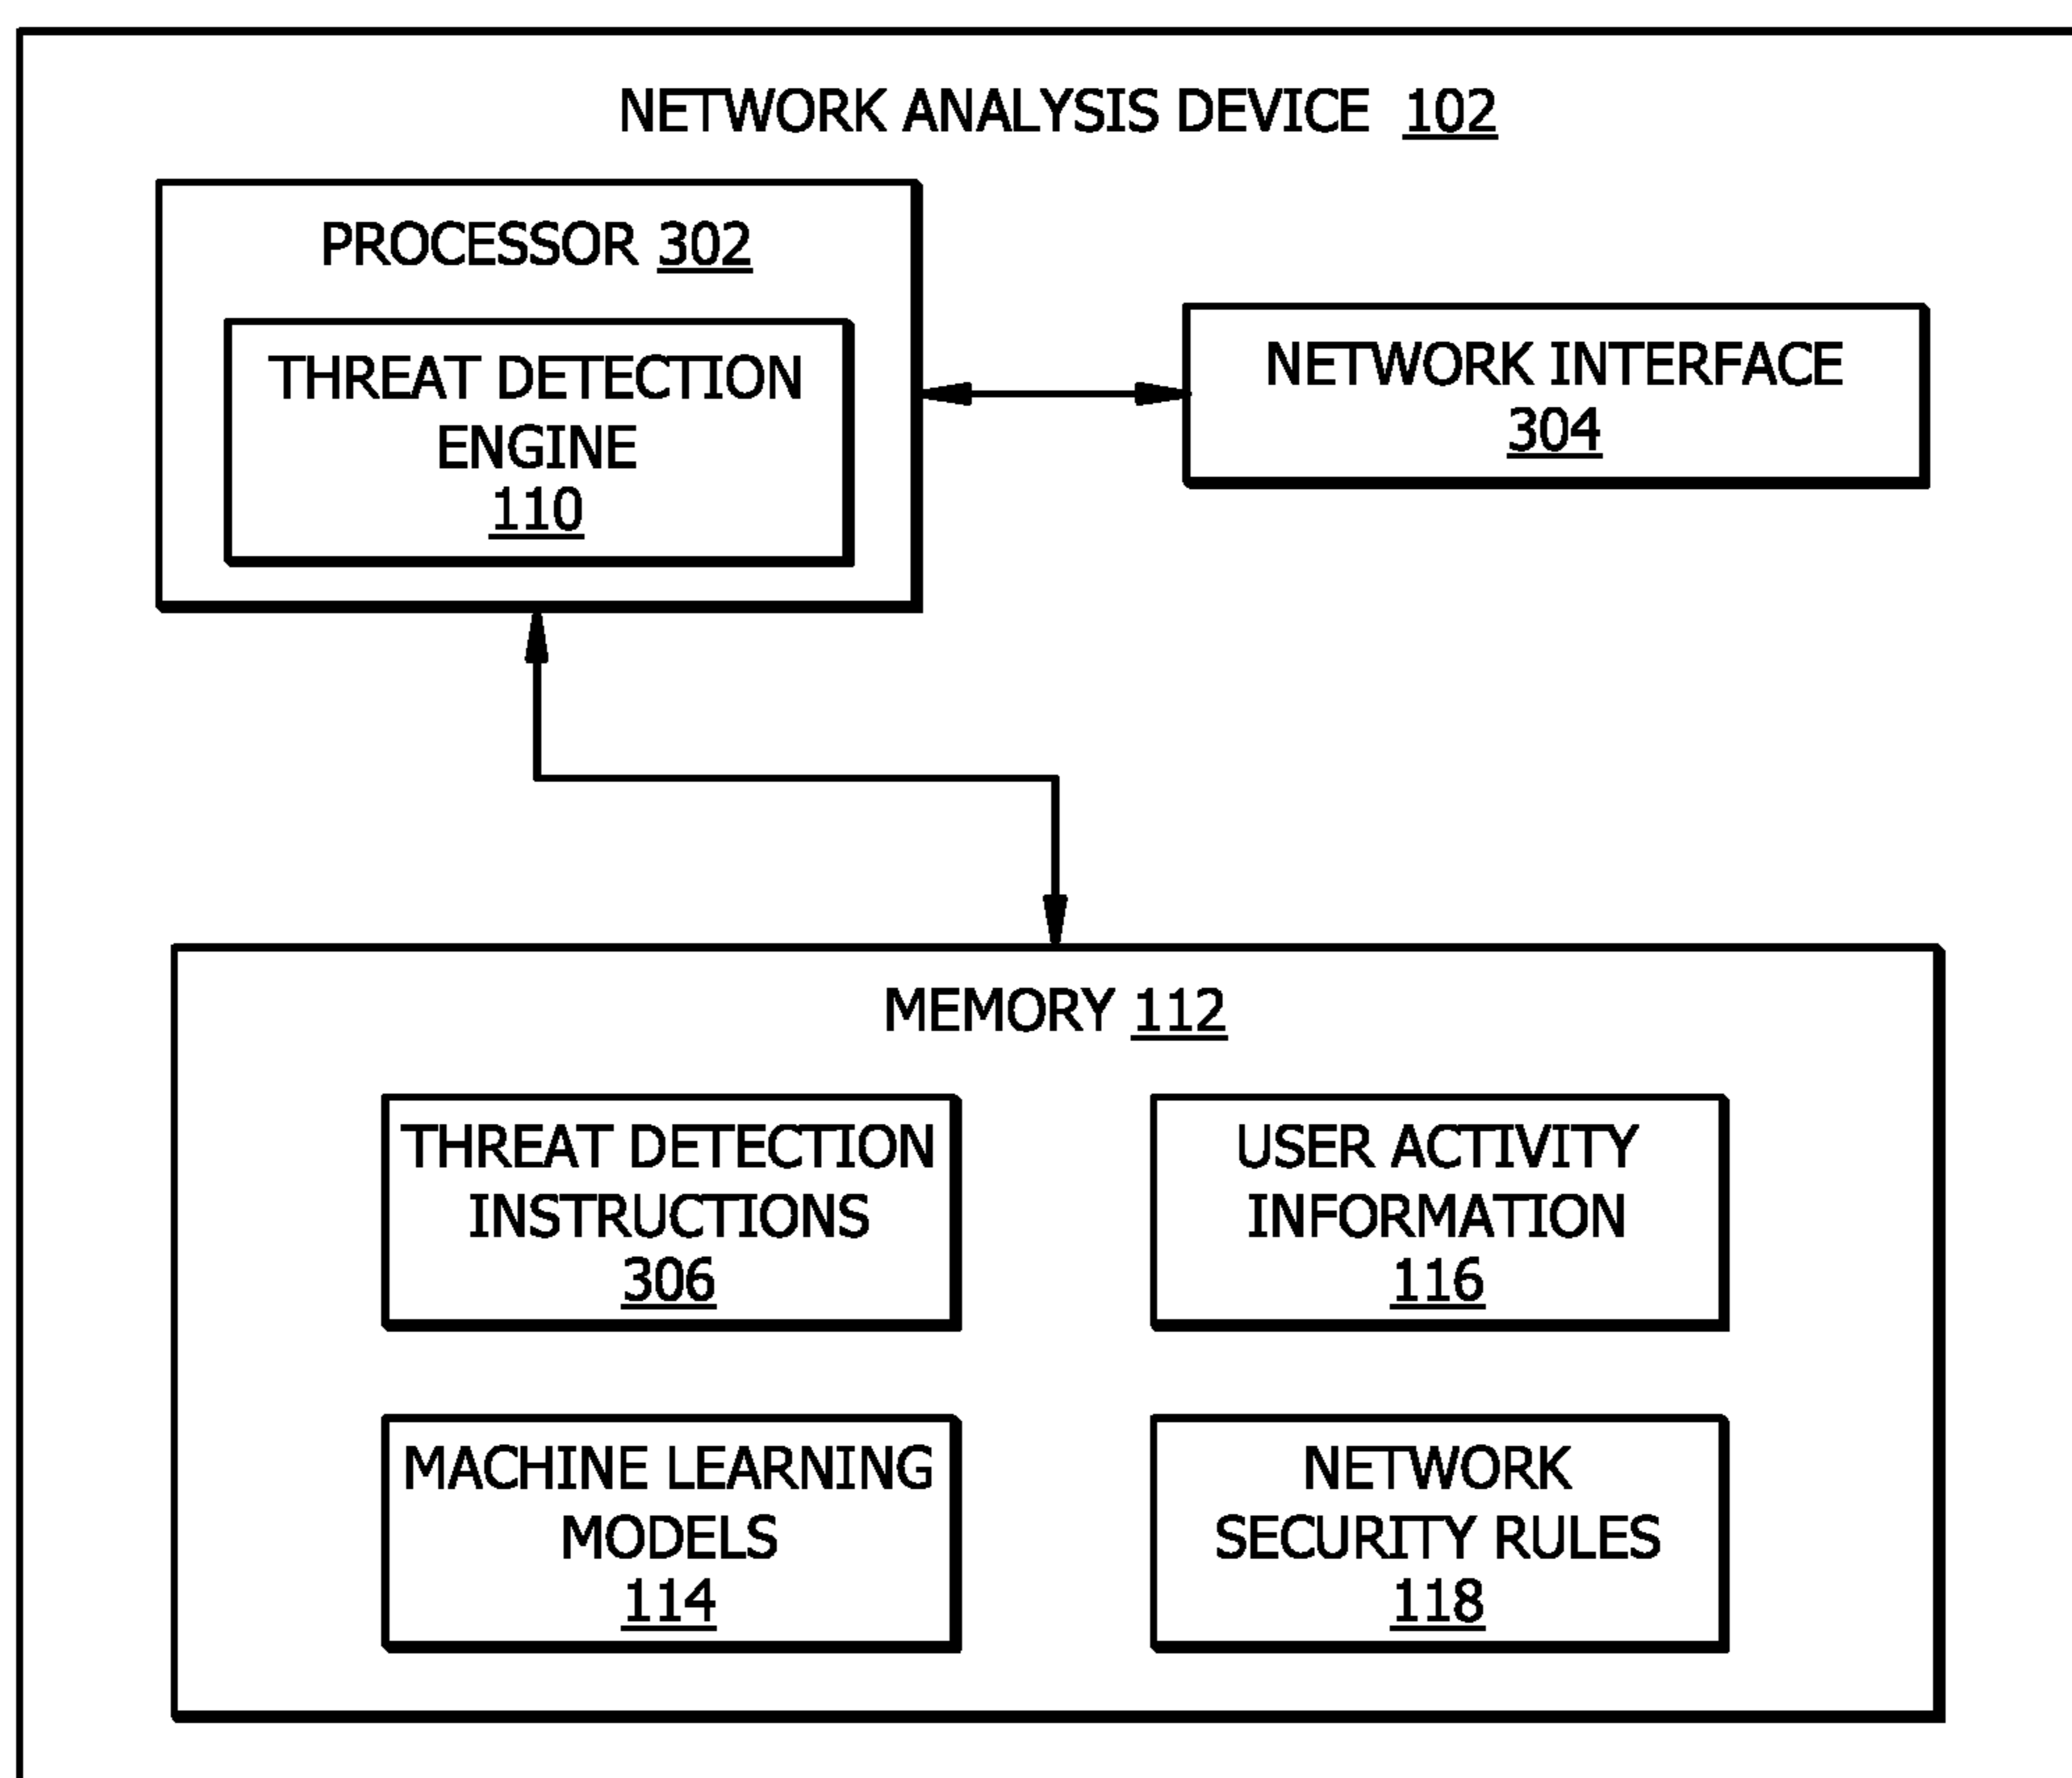 NETWORK ANALYSIS DEVICE 102
PROCESSOR 302
THREAT DETECTION
ENGINE
110
NETWORK INTERFACE
304
MEMORY 112
THREAT DETECTION
INSTRUCTIONS
306
USER ACTIVITY
INFORMATION
116
MACHINE LEARNING
MODELS
114
NETWORK
SECURITY RULES
118